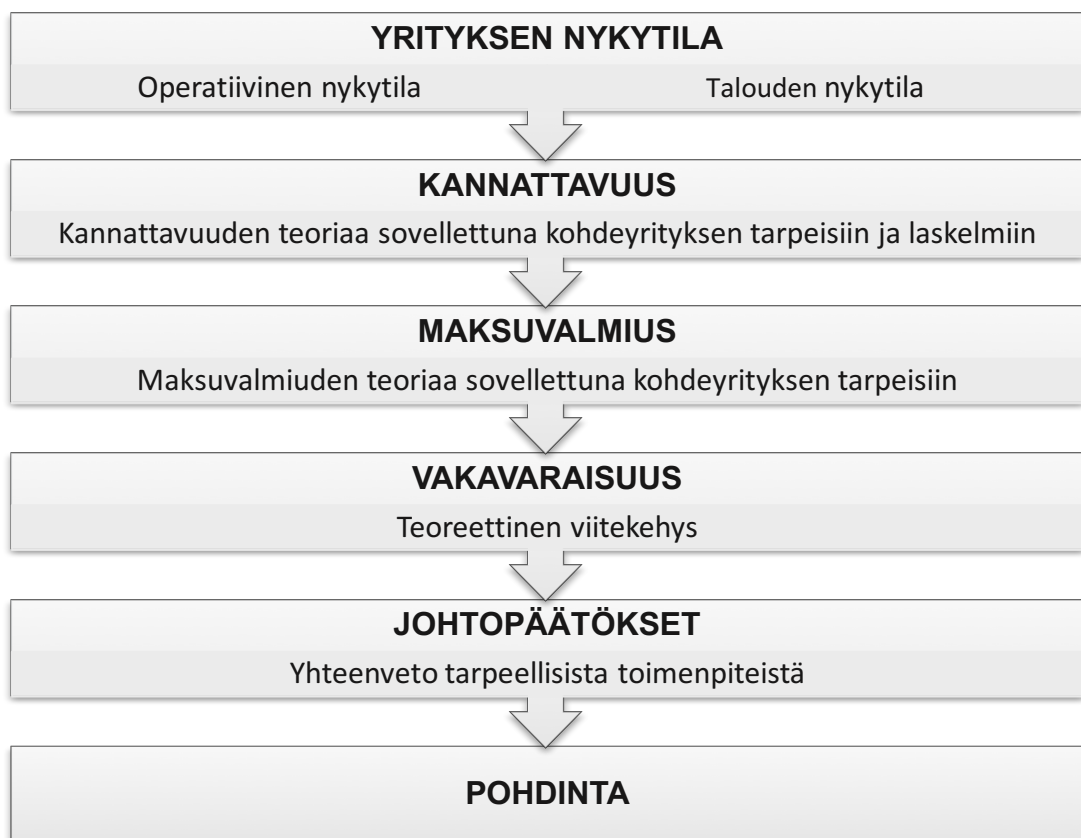 YRITYKSEN NYKYTILA
Operatiivinen nykytila
Talouden nykytila
KANNATTAVUUS
Kannattavuuden teoriaa sovellettuna kohdeyrityksen tarpeisiin ja laskelmiin
MAKSUVALMIUS
Maksuvalmiuden teoriaa sovellettuna kohdeyrityksen tarpeisiin
VAKAVARAISUUS
Teoreettinen viitekehys
JOHTOPÄÄTÖKSET
Yhteenveto tarpeellisista toimenpiteistä
POHDINTA